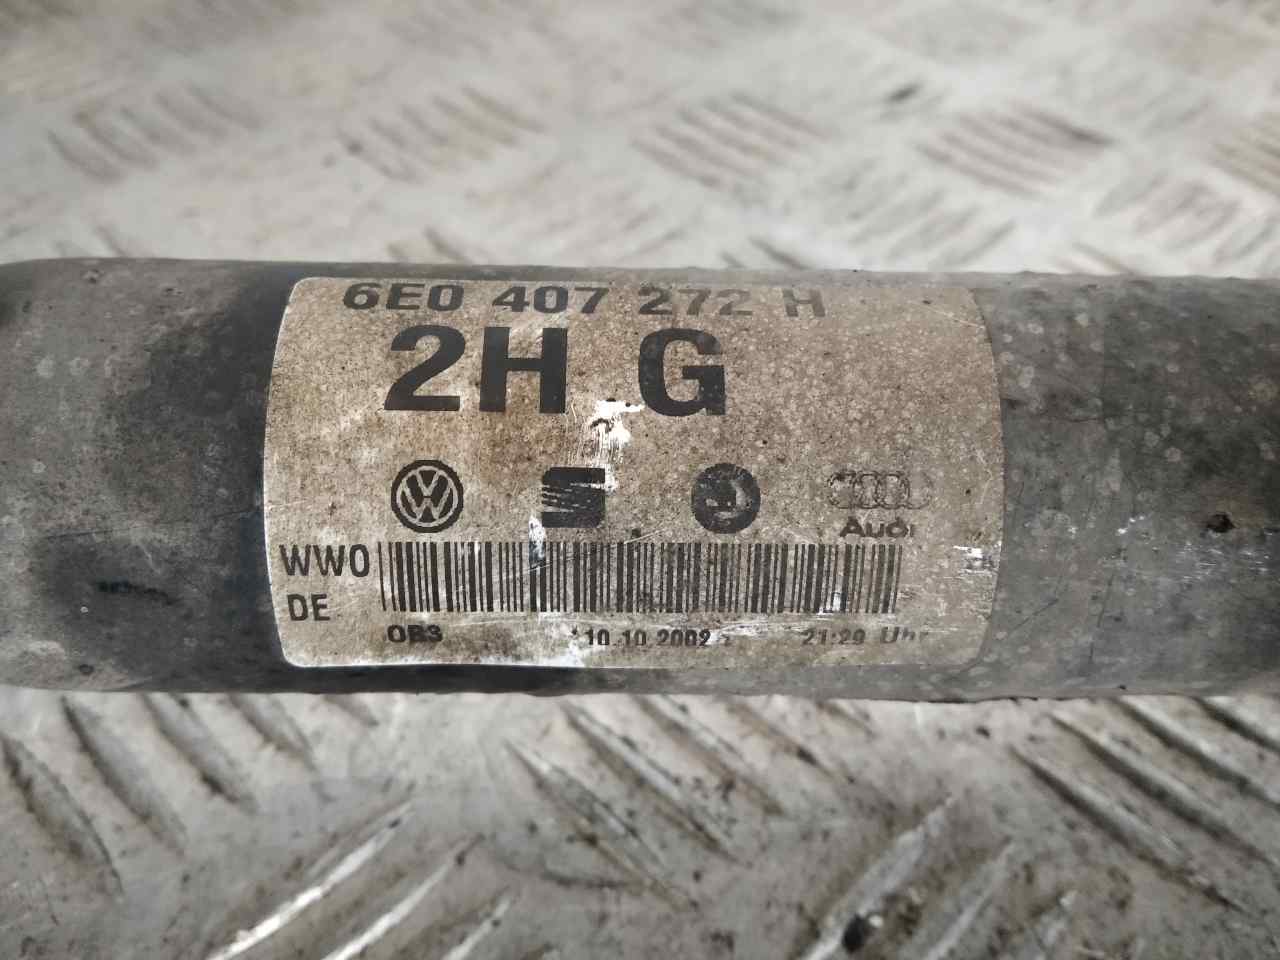 6E0 407 272 H
2H G
Audi
WW0
DE
0B3 10.10.2002 21:29 Uhr